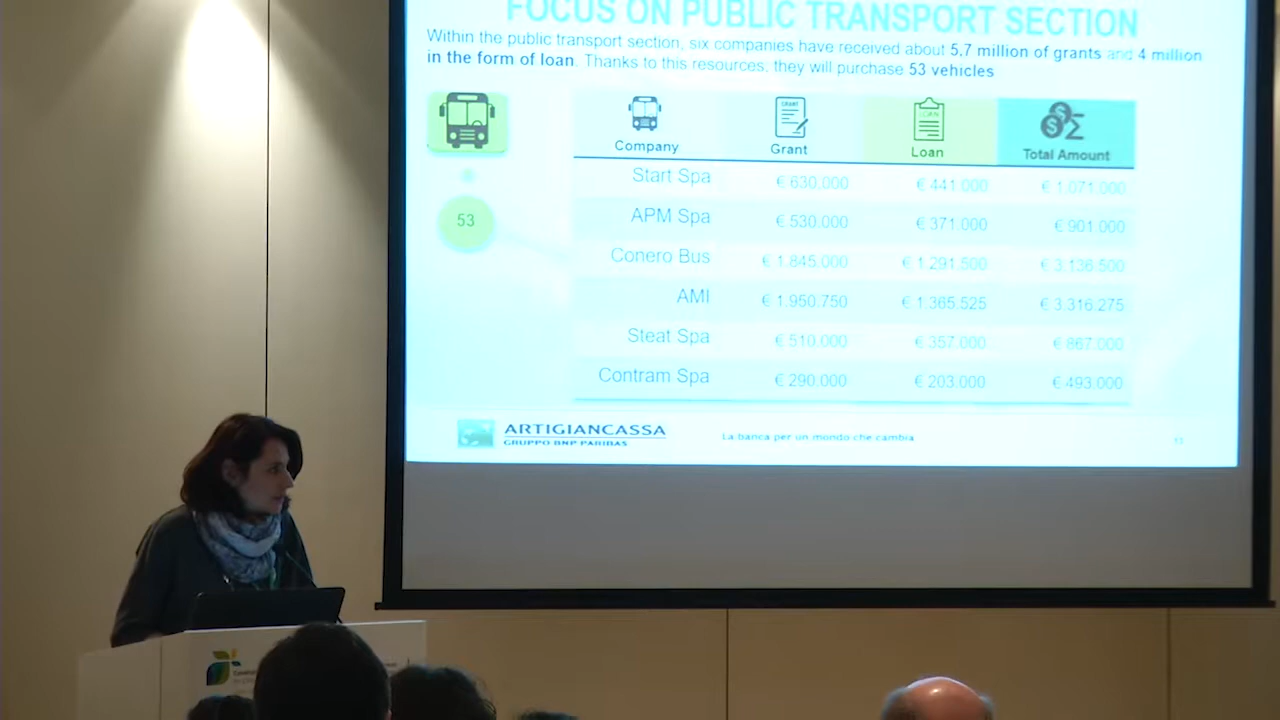 FOCUS ON PUBLIC TRANSPORT SECTION
Within the public transport section, six companies have received about 5,7 million of grants and 4 million
in the form of loan. Thanks to this resources, they will purchase 53 vehicles
GRANT
LOAN
Company Grant Loan Total Amount
Start Spa € 630.000 € 441.000 € 1.071.000
53
APM Spa € 530.000 € 371.000 € 901.000
Conero Bus € 1.845.000 € 1.291.500 € 3.136.500
AMI € 1.950.750 € 1.365.525 € 3.316.275
Steat Spa € 510.000 € 357.000 € 867.000
Contram Spa € 290.000 € 203.000 € 493.000
ARTIGIANCASSA
GRUPPO BNP PARIBAS
La banca per un mondo che cambia